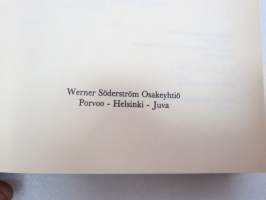 Werner Söderström Osakeyhtiö
Porvoo - Helsinki - Juva